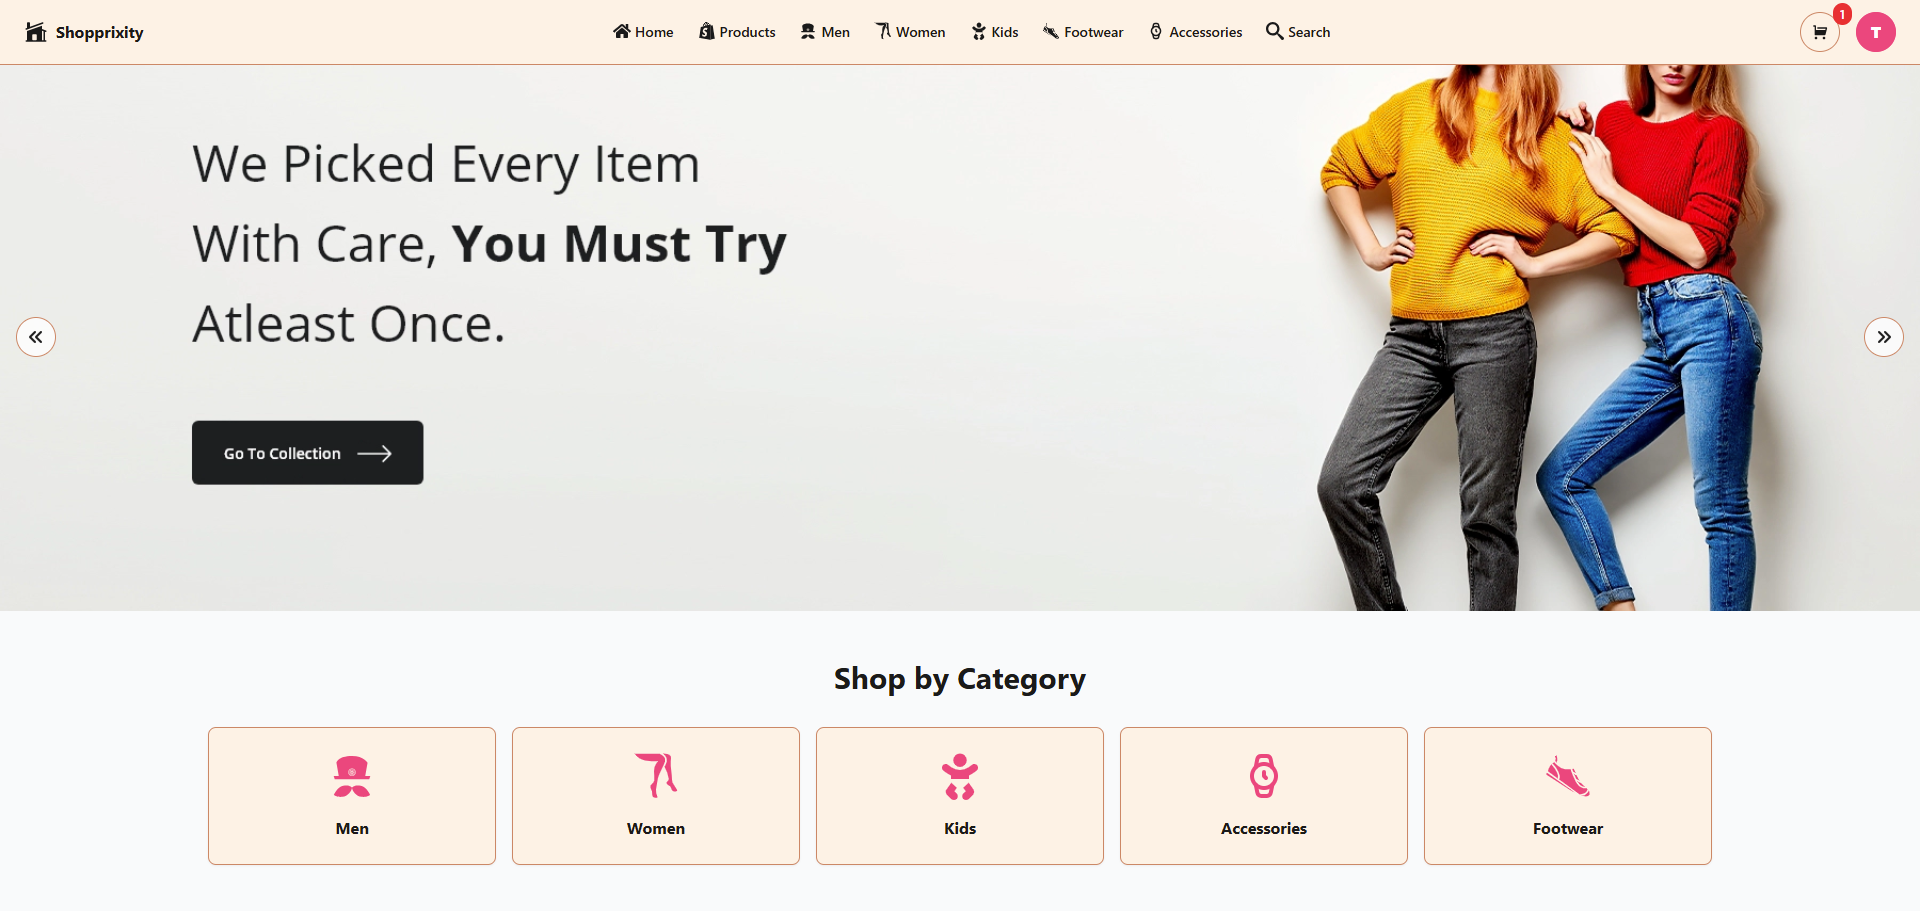 Shopprixity
Home Products Men Women Kids Footwear Accessories Search
1
T
We Picked Every Item
With Care, You Must Try
Atleast Once.
Go To Collection
Shop by Category
Men Women Kids Accessories Footwear